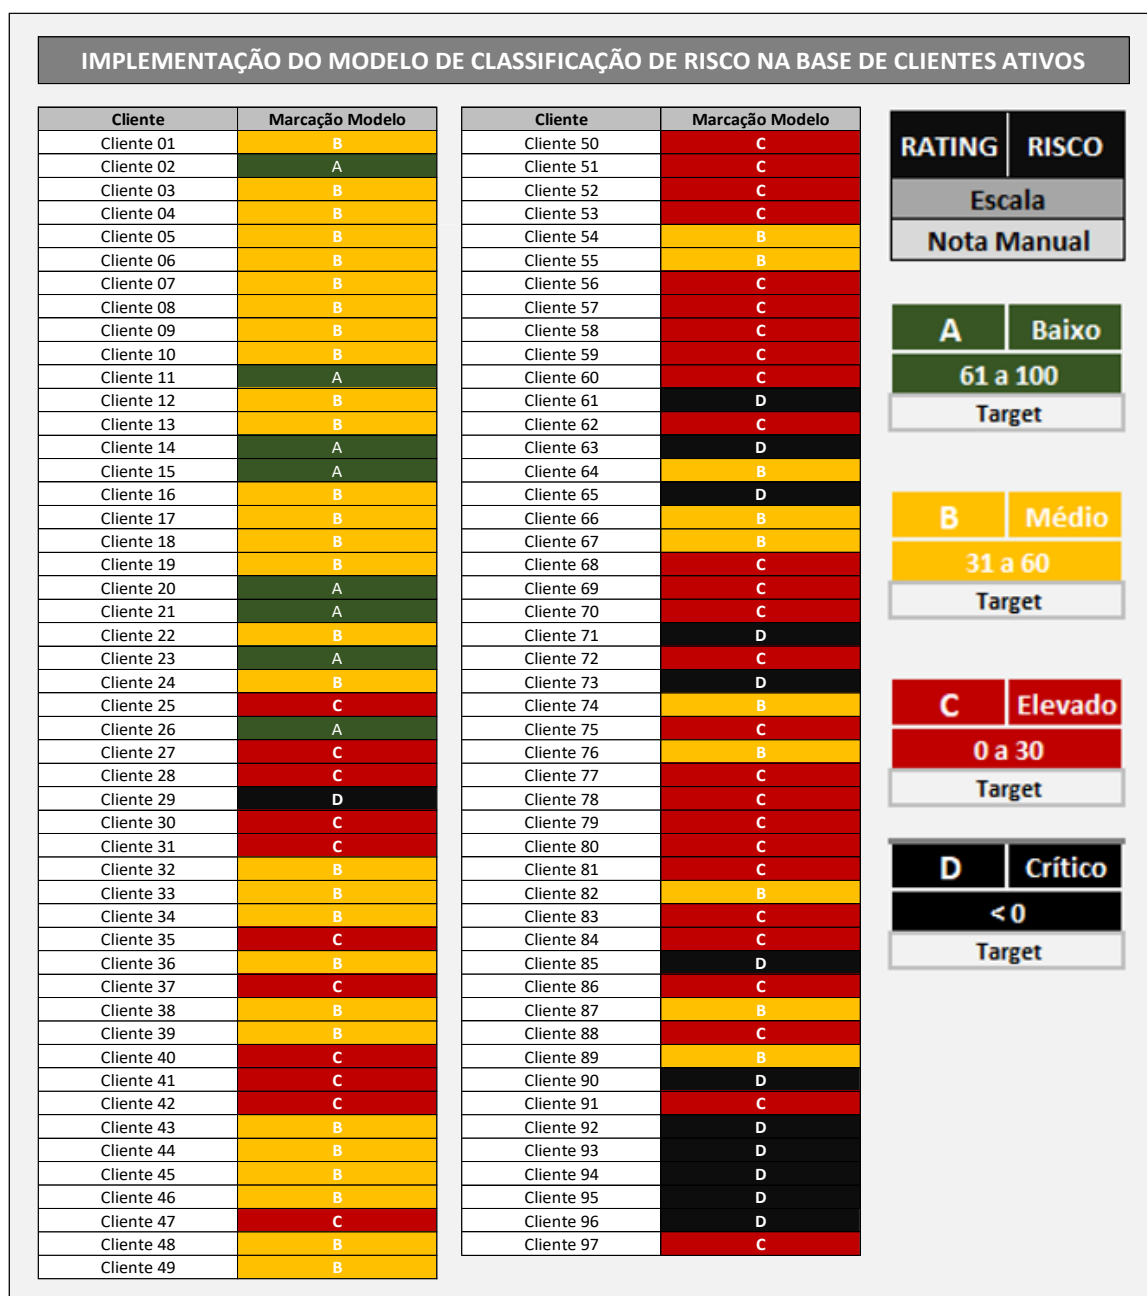 IMPLEMENTAÇÃO DO MODELO DE CLASSIFICAÇÃO DE RISCO NA BASE DE CLIENTES ATIVOS
Cliente Marcação Modelo
Cliente 01 B
Cliente 02 A
Cliente 03 B
Cliente 04 B
Cliente 05 B
Cliente 06 B
Cliente 07 B
Cliente 08 B
Cliente 09 B
Cliente 10 B
Cliente 11 A
Cliente 12 B
Cliente 13 B
Cliente 14 A
Cliente 15 A
Cliente 16 B
Cliente 17 B
Cliente 18 B
Cliente 19 B
Cliente 20 A
Cliente 21 A
Cliente 22 B
Cliente 23 A
Cliente 24 B
Cliente 25 C
Cliente 26 A
Cliente 27 C
Cliente 28 C
Cliente 29 D
Cliente 30 C
Cliente 31 C
Cliente 32 B
Cliente 33 B
Cliente 34 B
Cliente 35 C
Cliente 36 B
Cliente 37 C
Cliente 38 B
Cliente 39 B
Cliente 40 C
Cliente 41 C
Cliente 42 C
Cliente 43 B
Cliente 44 B
Cliente 45 B
Cliente 46 B
Cliente 47 C
Cliente 48 B
Cliente 49 B
Cliente Marcação Modelo
Cliente 50 C
Cliente 51 C
Cliente 52 C
Cliente 53 C
Cliente 54 B
Cliente 55 B
Cliente 56 C
Cliente 57 C
Cliente 58 C
Cliente 59 C
Cliente 60 C
Cliente 61 D
Cliente 62 C
Cliente 63 D
Cliente 64 B
Cliente 65 D
Cliente 66 B
Cliente 67 B
Cliente 68 C
Cliente 69 C
Cliente 70 C
Cliente 71 D
Cliente 72 C
Cliente 73 D
Cliente 74 B
Cliente 75 C
Cliente 76 B
Cliente 77 C
Cliente 78 C
Cliente 79 C
Cliente 80 C
Cliente 81 C
Cliente 82 B
Cliente 83 C
Cliente 84 C
Cliente 85 D
Cliente 86 C
Cliente 87 B
Cliente 88 C
Cliente 89 B
Cliente 90 D
Cliente 91 C
Cliente 92 D
Cliente 93 D
Cliente 94 D
Cliente 95 D
Cliente 96 D
Cliente 97 C
RATING RISCO
Escala
Nota Manual
A Baixo
61 a 100
Target
B Médio
31 a 60
Target
C Elevado
0 a 30
Target
D Crítico
< 0
Target